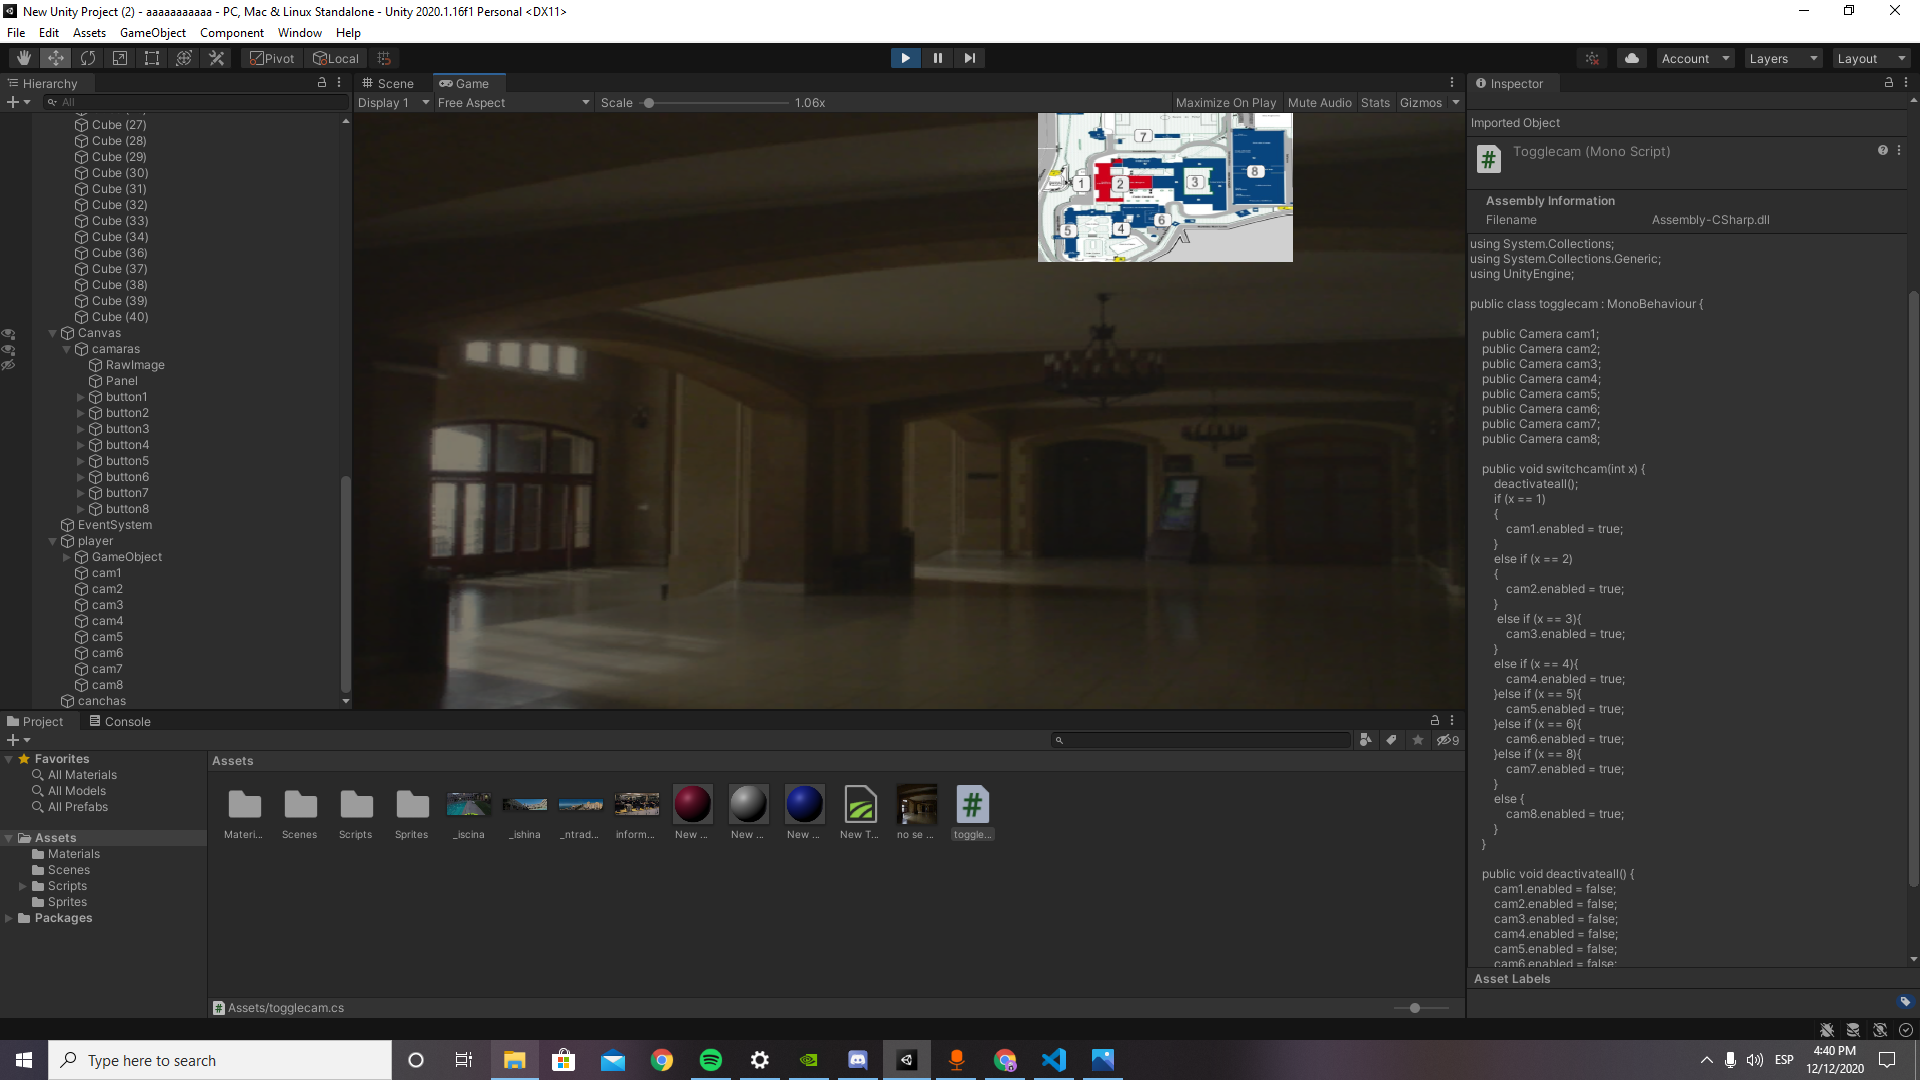 New Unity Project (2) - aaaaaaaaaaa - PC, Mac & Linux Standalone - Unity 2020.1.16f1 Personal <DX11>
File Edit Assets GameObject Component Window Help
Pivot Local Account Layers Layout
Hierarchy
All
Cube (27)
Cube (28)
Cube (29)
Cube (30)
Cube (31)
Cube (32)
Cube (33)
Cube (34)
Cube (36)
Cube (37)
Cube (38)
Cube (39)
Cube (40)
Canvas
camaras
RawImage
Panel
button1
button2
button3
button4
button5
button6
button7
button8
EventSystem
player
GameObject
cam1
cam2
cam3
cam4
cam5
cam6
cam7
cam8
canchas
Scene Game
Display 1 Free Aspect Scale 1.06x Maximize On Play Mute Audio Stats Gizmos
7
1 2 3 8
5 4 6
Inspector
Imported Object
Togglecam (Mono Script)
Assembly Information
Filename Assembly-CSharp.dll
using System.Collections;
using System.Collections.Generic;
using UnityEngine;
public class togglecam : MonoBehaviour {
public Camera cam1;
public Camera cam2;
public Camera cam3;
public Camera cam4;
public Camera cam5;
public Camera cam6;
public Camera cam7;
public Camera cam8;
public void switchcam(int x) {
deactivateall();
if (x == 1)
{
cam1.enabled = true;
}
else if (x == 2)
{
cam2.enabled = true;
}
else if (x == 3){
cam3.enabled = true;
}
else if (x == 4){
cam4.enabled = true;
}else if (x == 5){
cam5.enabled = true;
}else if (x == 6){
cam6.enabled = true;
}else if (x == 8){
cam7.enabled = true;
}
else {
cam8.enabled = true;
}
}
public void deactivateall() {
cam1.enabled = false;
cam2.enabled = false;
cam3.enabled = false;
cam4.enabled = false;
cam5.enabled = false;
cam6.enabled = false;
Asset Labels
Project Console
9
Favorites
All Materials
All Models
All Prefabs
Assets
Materials
Scenes
Scripts
Sprites
Packages
Assets
Materi... Scenes Scripts Sprites _iscina _ishina _ntrad... inform... New ... New ... New ... New T... no se ... toggle...
Assets/togglecam.cs
Type here to search
ESP
4:40 PM
12/12/2020